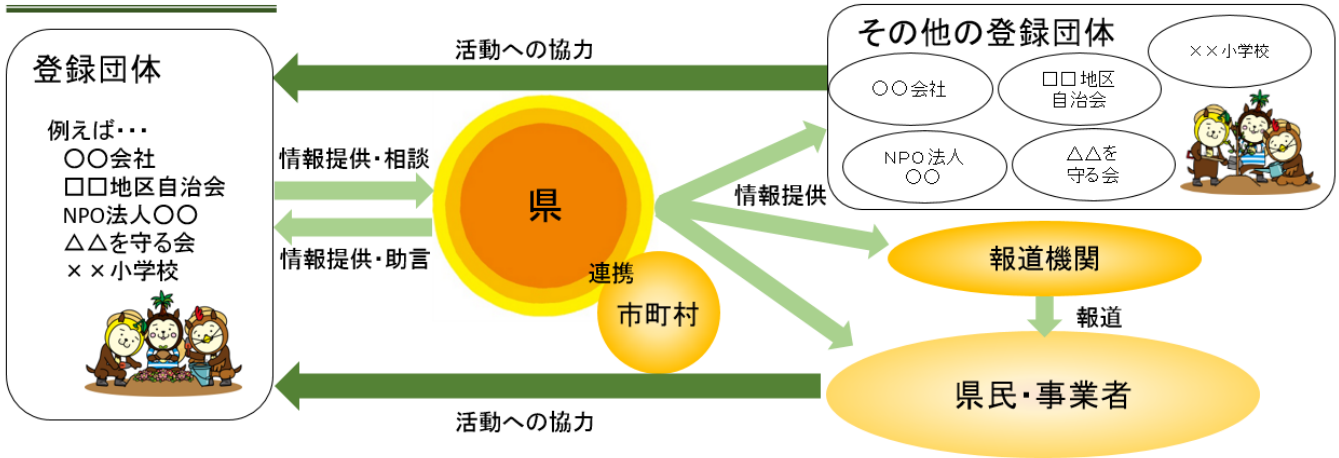 登録団体
例えば・・・
〇〇会社
□□地区自治会
NPO法人〇〇
△△を守る会
××小学校
活動への協力
情報提供・相談
情報提供・助言
県
連携
市町村
活動への協力
情報提供
その他の登録団体
〇〇会社
□□地区
自治会
××小学校
NPO法人
〇〇
△△を
守る会
報道機関
報道
県民・事業者